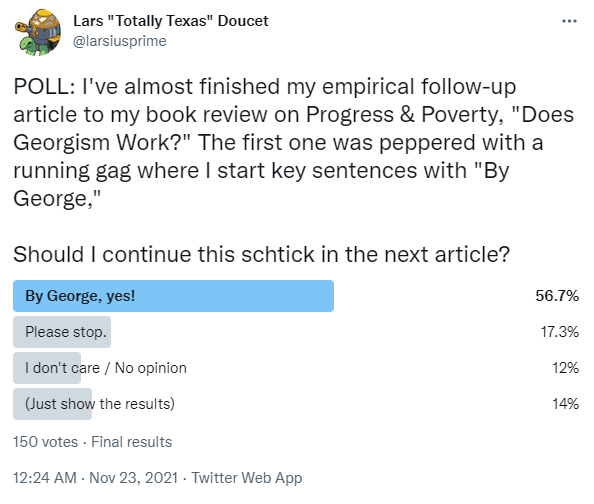 Lars "Totally Texas" Doucet
@larsiusprime
POLL: I've almost finished my empirical follow-up
article to my book review on Progress & Poverty, "Does
Georgism Work?" The first one was peppered with a
running gag where I start key sentences with "By
George,"
Should I continue this schtick in the next article?
By George, yes! 56.7%
Please stop. 17.3%
I don't care / No opinion 12%
(Just show the results) 14%
150 votes · Final results
12:24 AM · Nov 23, 2021 · Twitter Web App